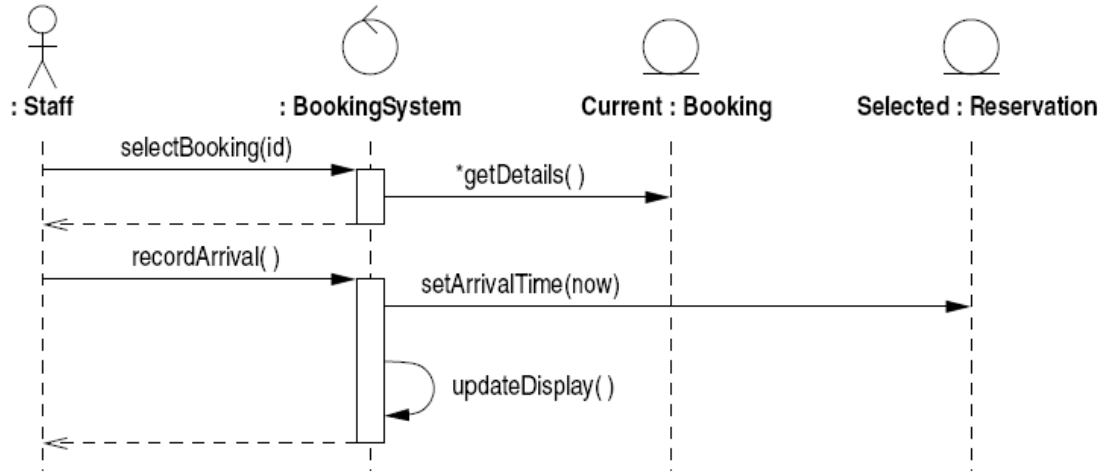 : Staff
: BookingSystem
Current : Booking
Selected : Reservation
selectBooking(id)
*getDetails( )
recordArrival( )
setArrivalTime(now)
updateDisplay( )